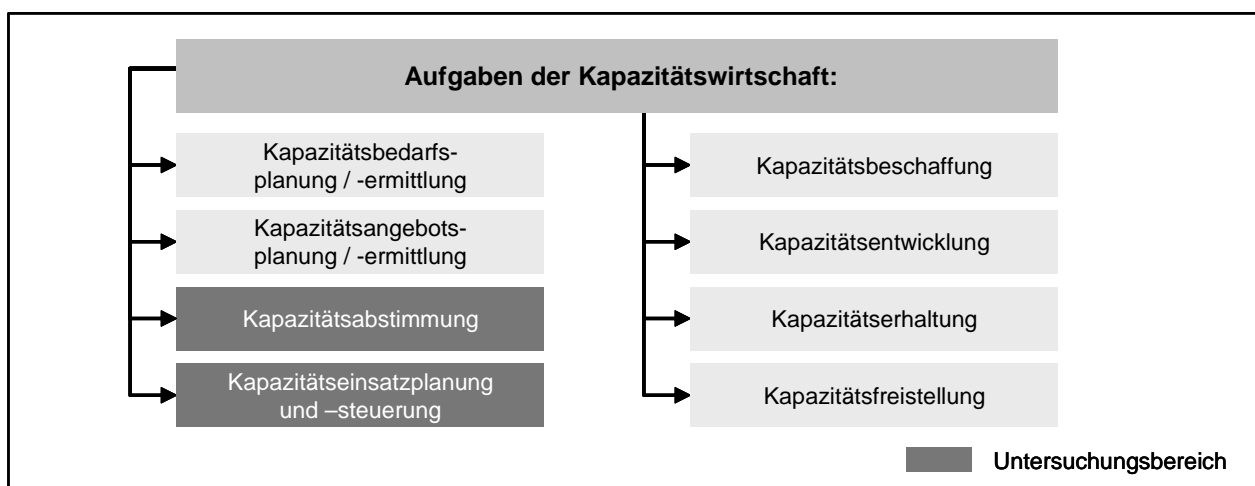 Aufgaben der Kapazitätswirtschaft:
Kapazitätsbedarfs-
planung / -ermittlung
Kapazitätsangebots-
planung / -ermittlung
Kapazitätsabstimmung
Kapazitätseinsatzplanung
und –steuerung
Kapazitätsbeschaffung
Kapazitätsentwicklung
Kapazitätserhaltung
Kapazitätsfreistellung
Untersuchungsbereich